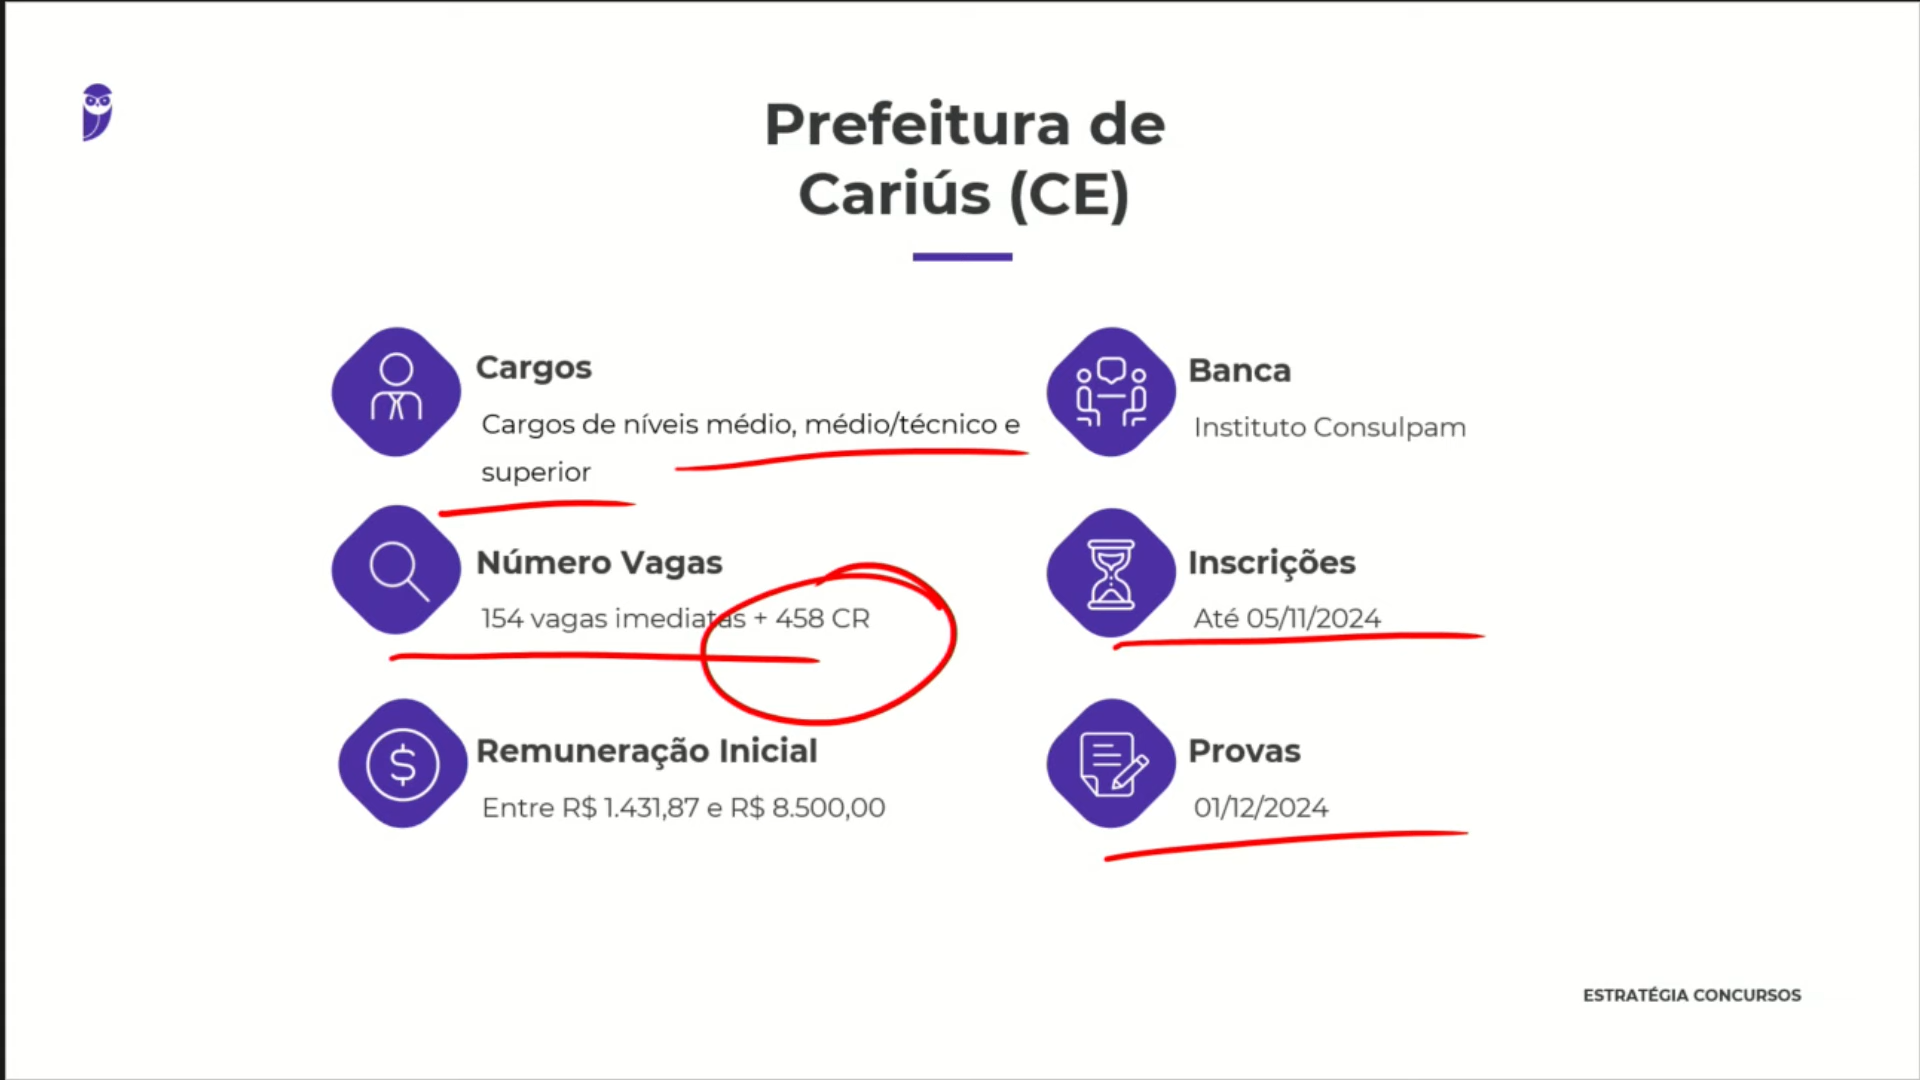 Prefeitura de
Cariús (CE)
Cargos
Cargos de níveis médio, médio/técnico e
superior
Banca
Instituto Consulpam
Número Vagas
154 vagas imediatas + 458 CR
Inscrições
Até 05/11/2024
Remuneração Inicial
Entre R$ 1.431,87 e R$ 8.500,00
Provas
01/12/2024
ESTRATÉGIA CONCURSOS